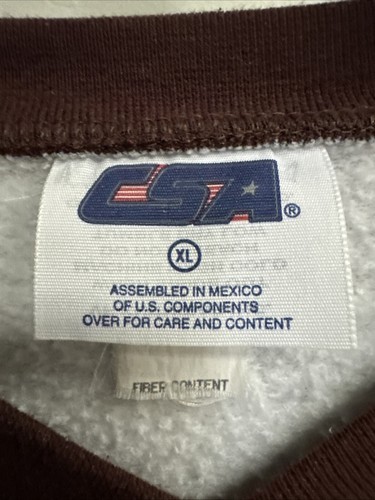 CSA®
XL
ASSEMBLED IN MEXICO
OF U.S. COMPONENTS
OVER FOR CARE AND CONTENT
FIBER CONTENT